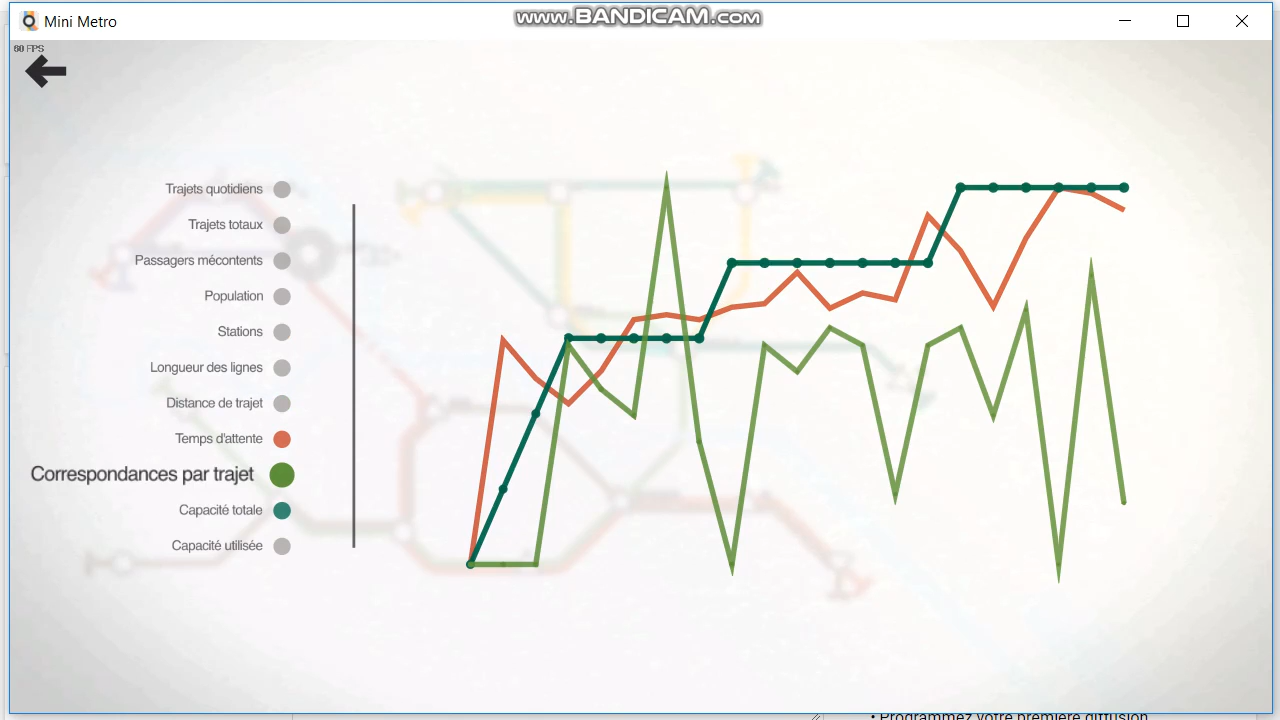 Mini Metro
www.BANDICAM.com
60 FPS
Trajets quotidiens
Trajets totaux
Passagers mécontents
Population
Stations
Longueur des lignes
Distance de trajet
Temps d'attente
Correspondances par trajet
Capacité totale
Capacité utilisée
• Programmez votre première diffusion